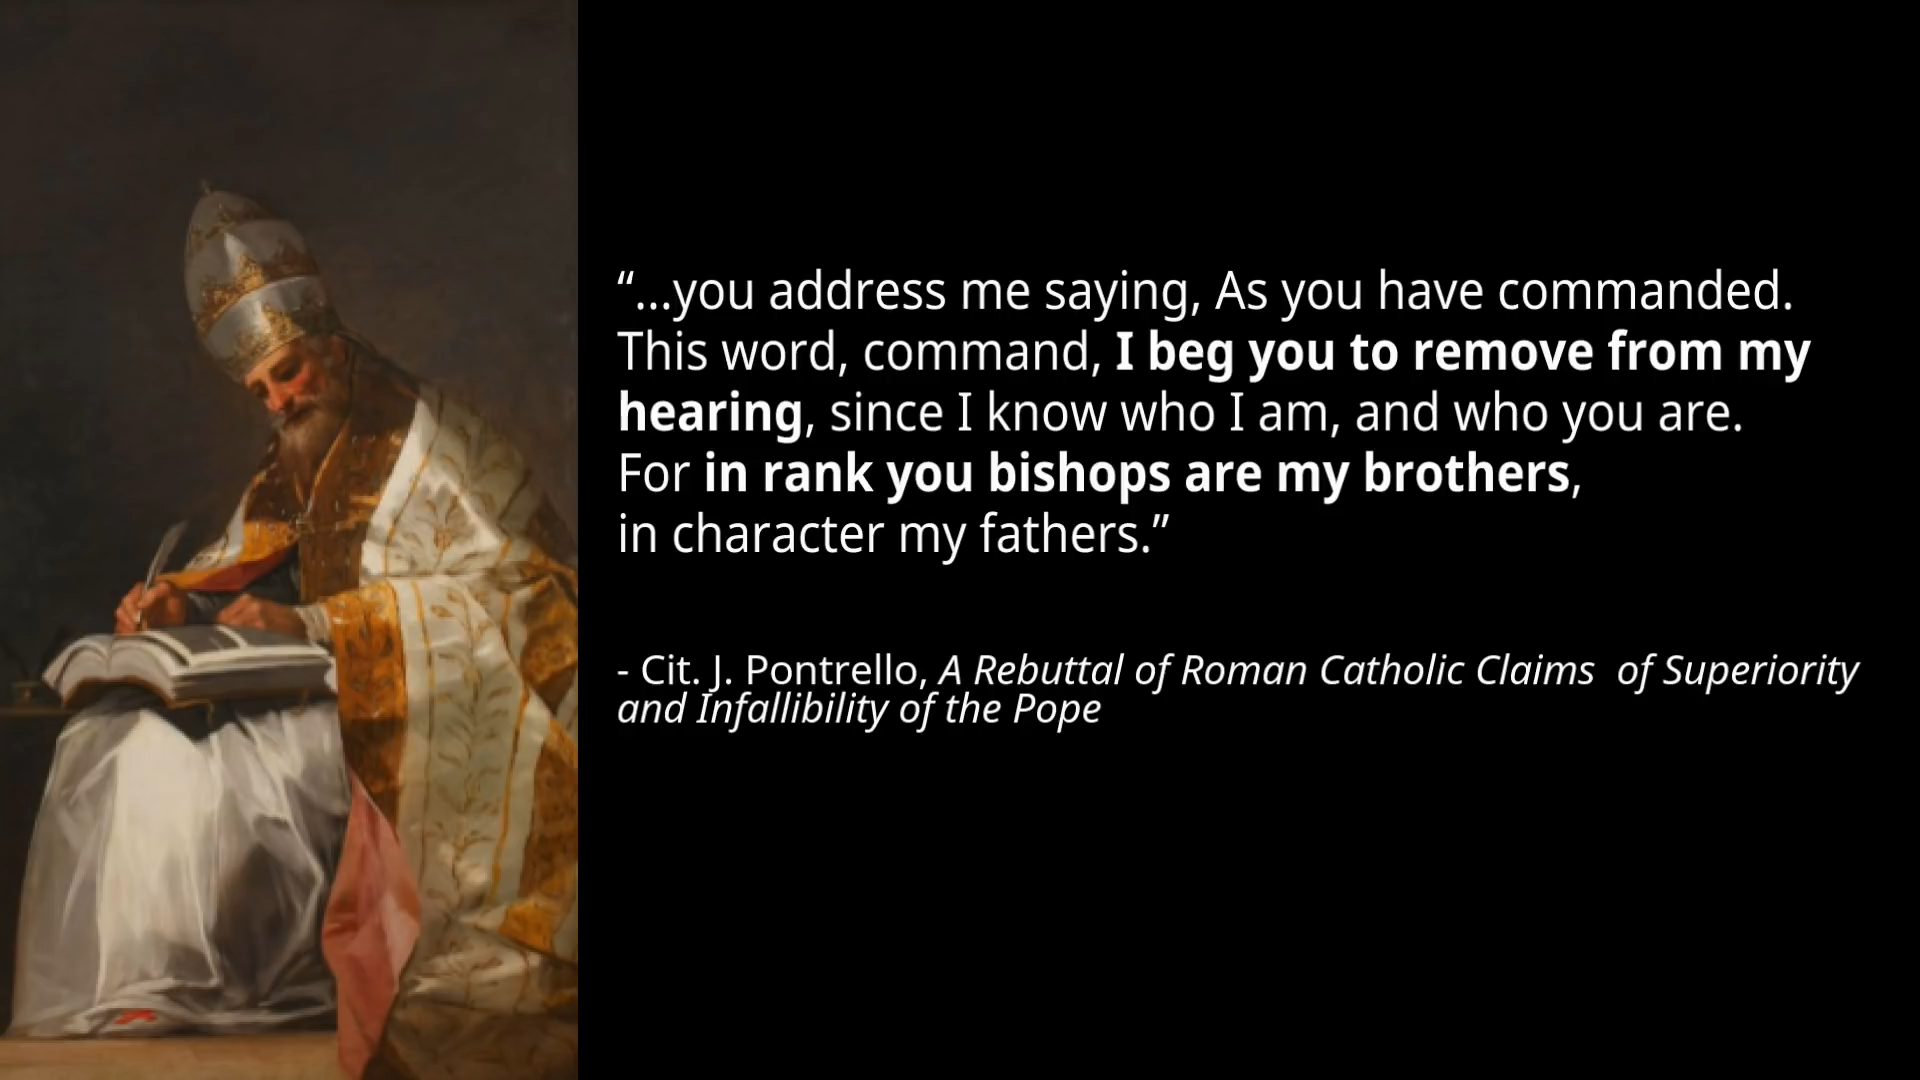 “...you address me saying, As you have commanded.
This word, command, I beg you to remove from my
hearing, since I know who I am, and who you are.
For in rank you bishops are my brothers,
in character my fathers.”
- Cit. J. Pontrello, A Rebuttal of Roman Catholic Claims  of Superiority
and Infallibility of the Pope